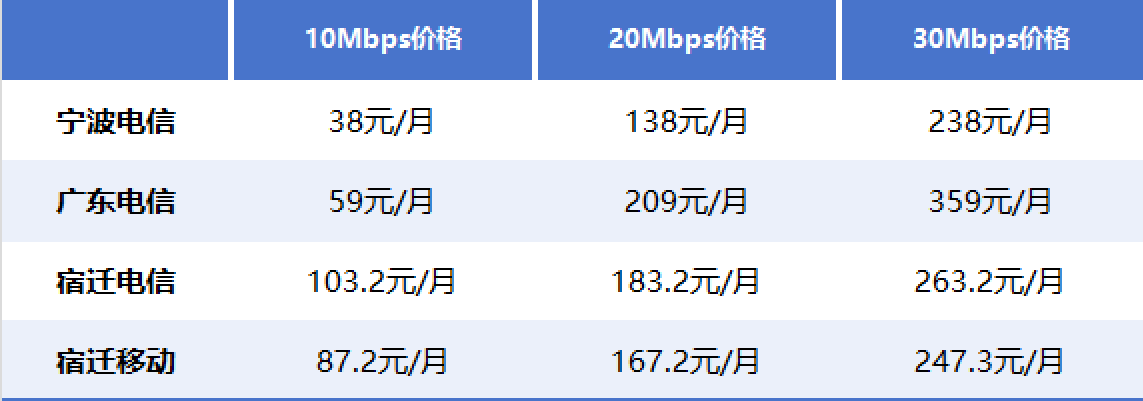 10Mbps价格 20Mbps价格 30Mbps价格
宁波电信 38元/月 138元/月 238元/月
广东电信 59元/月 209元/月 359元/月
宿迁电信 103.2元/月 183.2元/月 263.2元/月
宿迁移动 87.2元/月 167.2元/月 247.3元/月